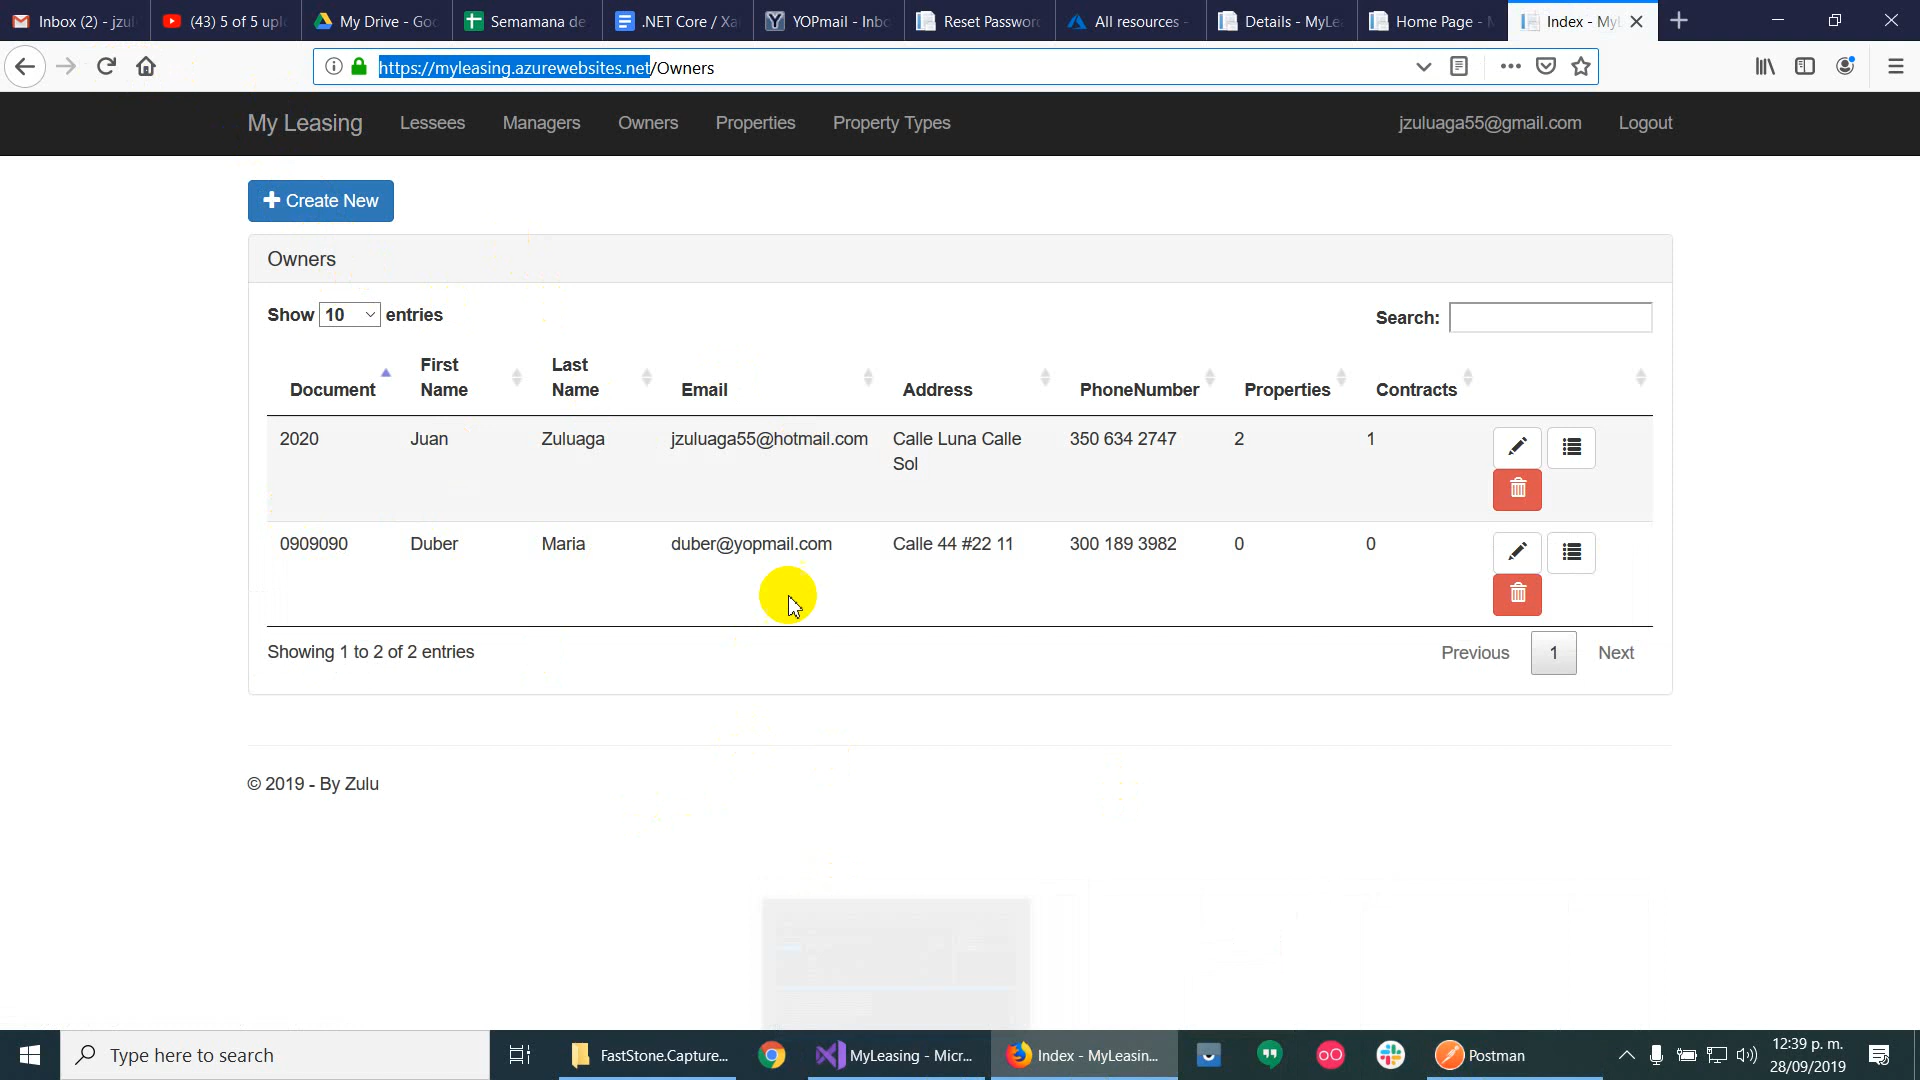 Inbox (2) - jzul
(43) 5 of 5 uplo
My Drive - Goo
Semamana de
.NET Core / Xa
YOPmail - Inbo
Reset Password
All resources -
Details - MyLea
Home Page - M
Index - MyL
https://myleasing.azurewebsites.net/Owners
My Leasing Lessees Managers Owners Properties Property Types jzuluaga55@gmail.com Logout
Create New
Owners
Show 10 entries Search:
Document First Name Last Name Email Address PhoneNumber Properties Contracts
2020 Juan Zuluaga jzuluaga55@hotmail.com Calle Luna Calle Sol 350 634 2747 2 1
0909090 Duber Maria duber@yopmail.com Calle 44 #22 11 300 189 3982 0 0
Showing 1 to 2 of 2 entries Previous 1 Next
© 2019 - By Zulu
Type here to search
FastStone.Capture...
MyLeasing - Micr...
Index - MyLeasin...
Postman
12:39 p. m.
28/09/2019